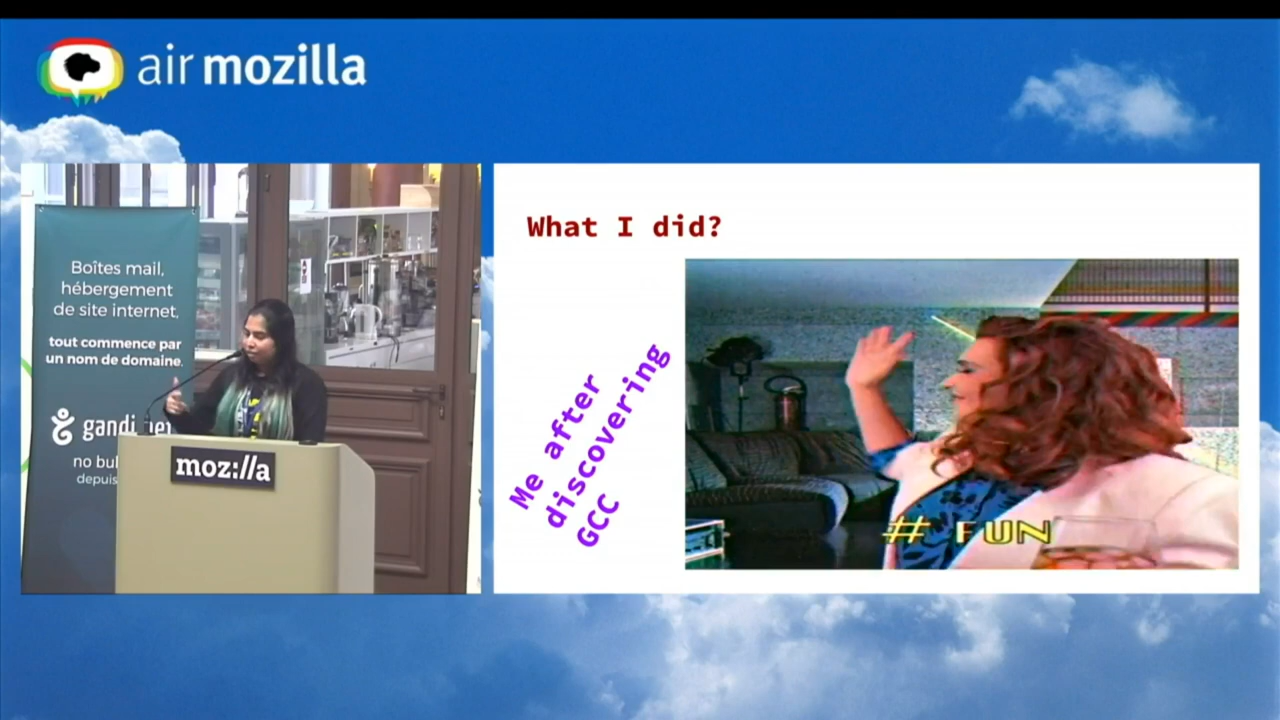 air mozilla
Boîtes mail,
hébergement
de site internet,
tout commence par
un nom de domaine.
gandi
no bul
depuis
moz://a
What I did?
Me after
discovering
GCC
# FUN